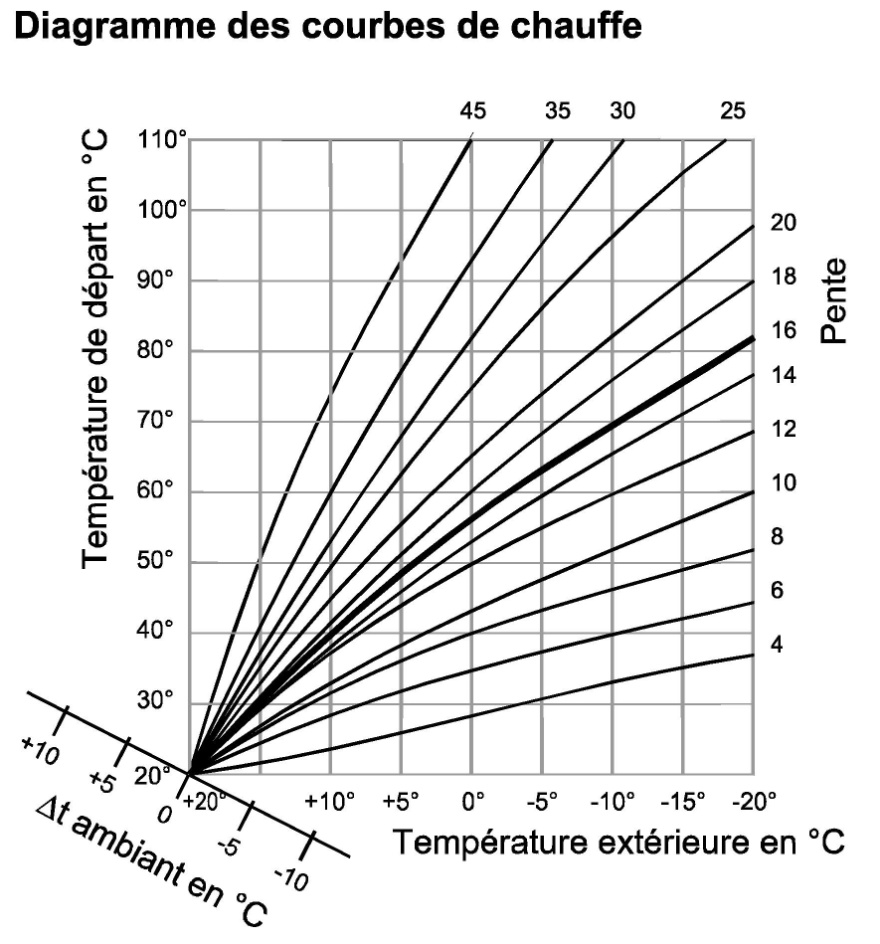 Diagramme des courbes de chauffe
45 35 30 25
Température de départ en °C
110°
100°
90°
80°
70°
60°
50°
40°
30°
20°
20
18
16
14
12
10
8
6
4
Pente
+20° +10° +5° 0° -5° -10° -15° -20°
Température extérieure en °C
+10 +5 0 -5 -10
Δt ambiant en °C